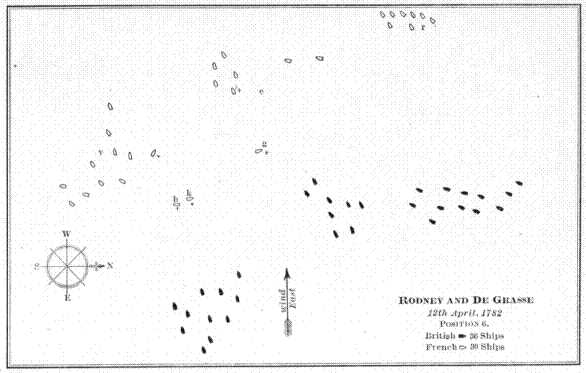 r
r
c
a
h
h
W
N
E
wind
East
RODNEY AND DE GRASSE
12th April, 1782
POSITION 6.
British 36 Ships
French 30 Ships